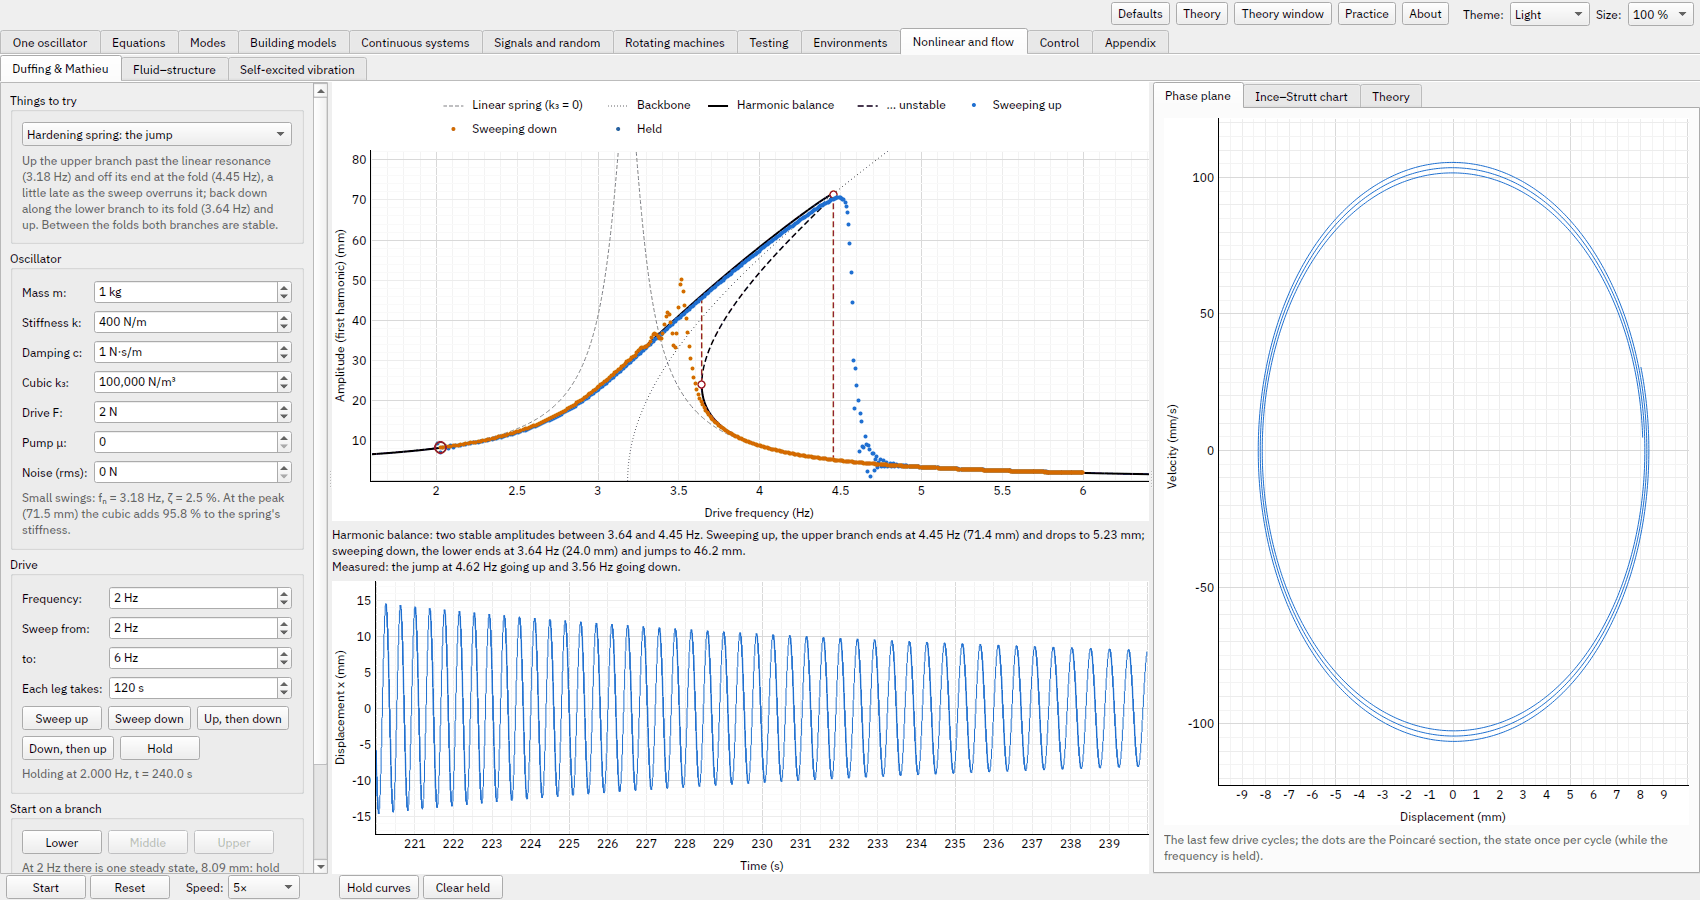 Defaults Theory Theory window Practice About Theme: Light Size: 100 %
One oscillator Equations Modes Building models Continuous systems Signals and random Rotating machines Testing Environments Nonlinear and flow Control Appendix
Duffing & Mathieu Fluid–structure Self-excited vibration
Things to try
Hardening spring: the jump
Up the upper branch past the linear resonance
(3.18 Hz) and off its end at the fold (4.45 Hz), a
little late as the sweep overruns it; back down
along the lower branch to its fold (3.64 Hz) and
up. Between the folds both branches are stable.
Oscillator
Mass m: 1 kg
Stiffness k: 400 N/m
Damping c: 1 N·s/m
Cubic k₃: 100,000 N/m³
Drive F: 2 N
Pump μ: 0
Noise (rms): 0 N
Small swings: fₙ = 3.18 Hz, ζ = 2.5 %. At the peak
(71.5 mm) the cubic adds 95.8 % to the spring's
stiffness.
Drive
Frequency: 2 Hz
Sweep from: 2 Hz
to: 6 Hz
Each leg takes: 120 s
Sweep up Sweep down Up, then down
Down, then up Hold
Holding at 2.000 Hz, t = 240.0 s
Start on a branch
Lower Middle Upper
At 2 Hz there is one steady state, 8.09 mm: hold
Start Reset Speed: 5×
Linear spring (k₃ = 0) Backbone Harmonic balance ... unstable Sweeping up
Sweeping down Held
Amplitude (first harmonic) (mm)
80
70
60
50
40
30
20
10
2 2.5 3 3.5 4 4.5 5 5.5 6
Drive frequency (Hz)
Harmonic balance: two stable amplitudes between 3.64 and 4.45 Hz. Sweeping up, the upper branch ends at 4.45 Hz (71.4 mm) and drops to 5.23 mm;
sweeping down, the lower ends at 3.64 Hz (24.0 mm) and jumps to 46.2 mm.
Measured: the jump at 4.62 Hz going up and 3.56 Hz going down.
Displacement x (mm)
15
10
5
0
-5
-10
-15
221 222 223 224 225 226 227 228 229 230 231 232 233 234 235 236 237 238 239
Time (s)
Hold curves Clear held
Phase plane Ince–Strutt chart Theory
Velocity (mm/s)
100
50
0
-50
-100
-9 -8 -7 -6 -5 -4 -3 -2 -1 0 1 2 3 4 5 6 7 8 9
Displacement (mm)
The last few drive cycles; the dots are the Poincaré section, the state once per cycle (while the
frequency is held).